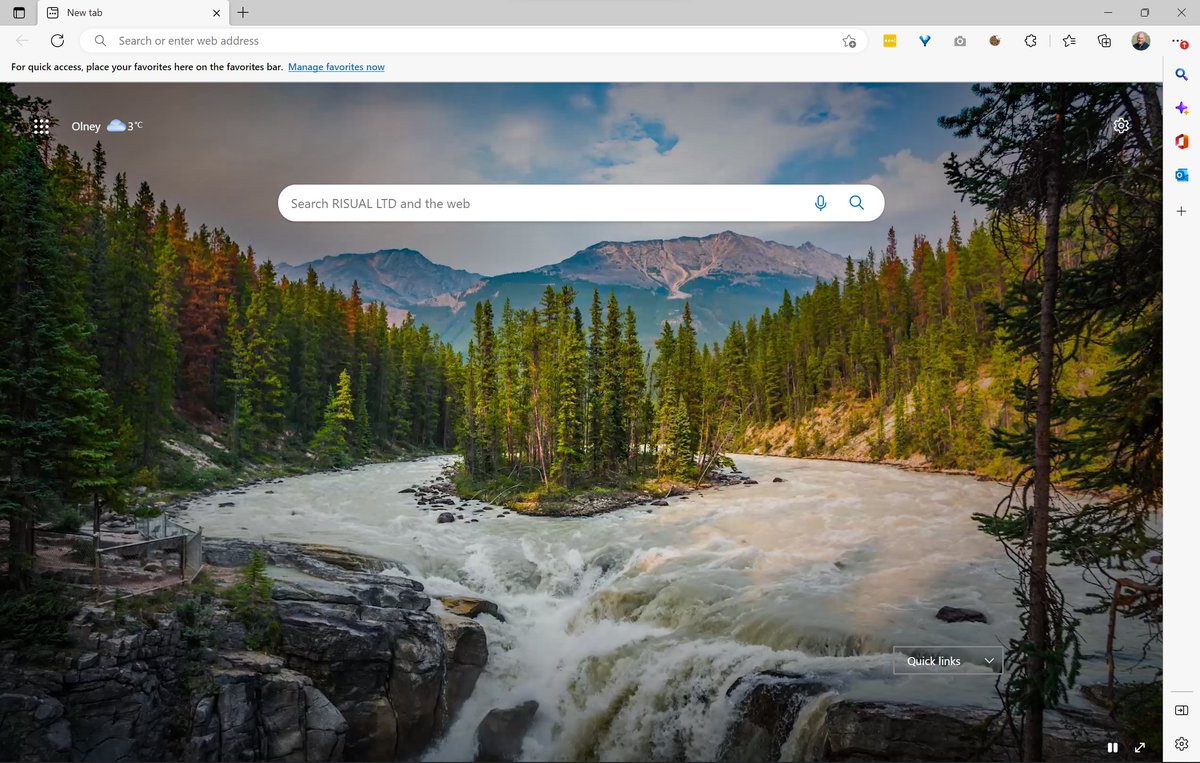 New tab
Search or enter web address
For quick access, place your favorites here on the favorites bar. Manage favorites now
Olney 3°C
Search RISUAL LTD and the web
Quick links